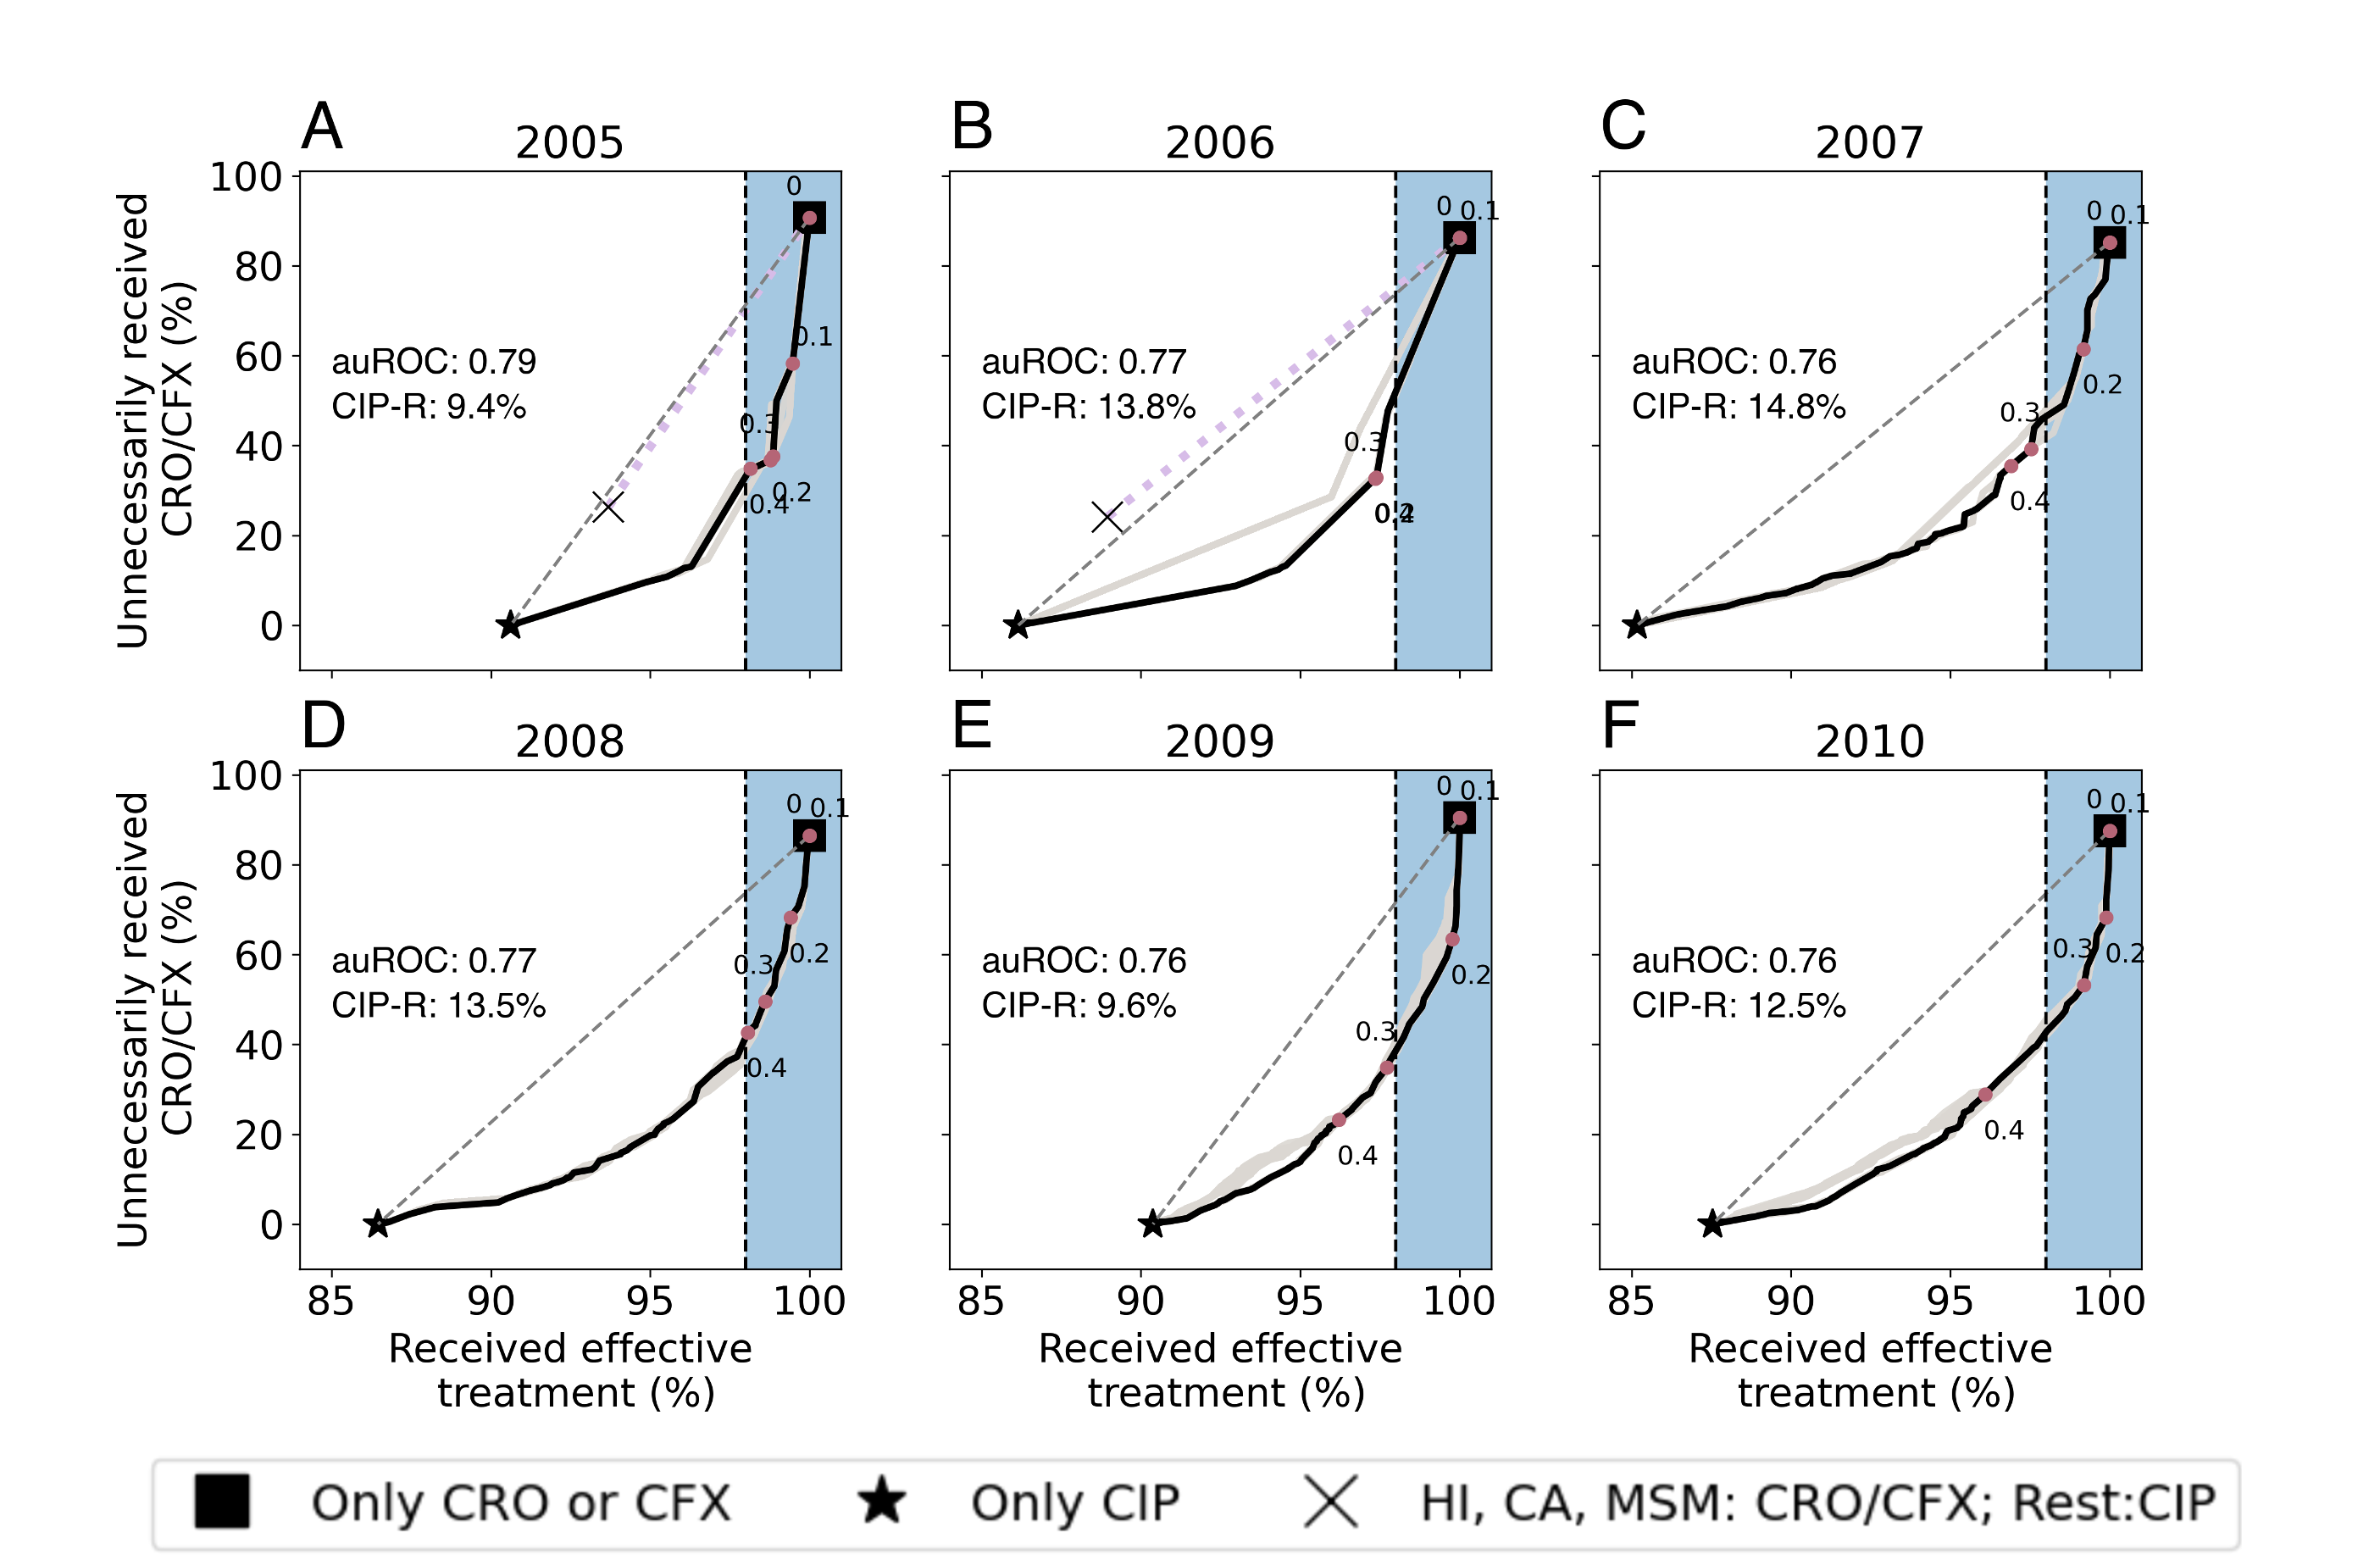 A
2005
B
2006
C
2007
Unnecessarily received
CRO/CFX (%)
100
80
60
40
20
0
0
0.1
0.3
0.2
0.4
auROC: 0.79
CIP-R: 9.4%
0
0.1
0.3
0.2
0.4
auROC: 0.77
CIP-R: 13.8%
0
0.1
0.2
0.3
0.4
auROC: 0.76
CIP-R: 14.8%
D
2008
E
2009
F
2010
Unnecessarily received
CRO/CFX (%)
100
80
60
40
20
0
0
0.1
0.2
0.3
0.4
auROC: 0.77
CIP-R: 13.5%
0
0.1
0.2
0.3
0.4
auROC: 0.76
CIP-R: 9.6%
0
0.1
0.3
0.2
0.4
auROC: 0.76
CIP-R: 12.5%
85 90 95 100
85 90 95 100
85 90 95 100
Received effective
treatment (%)
Received effective
treatment (%)
Received effective
treatment (%)
Only CRO or CFX
Only CIP
HI, CA, MSM: CRO/CFX; Rest:CIP